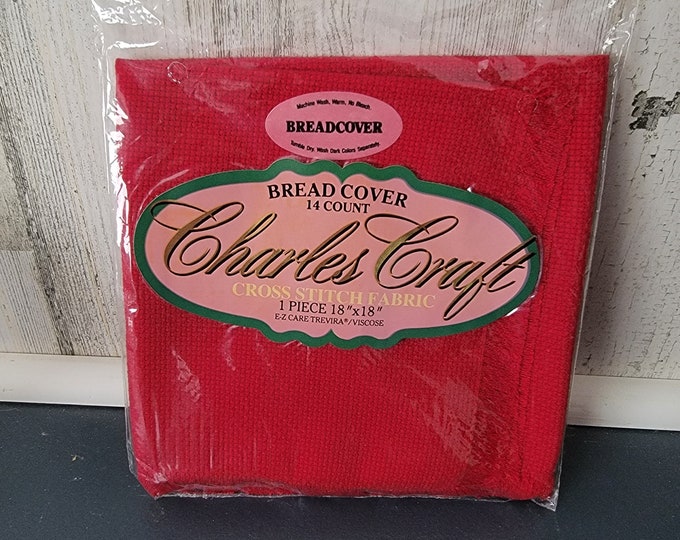 Machine Wash, Warm, No Bleach
BREADCOVER
Tumble Dry, Wash Dark Colors Separately.
BREAD COVER
14 COUNT
Charles Craft
CROSS STITCH FABRIC
1 PIECE 18"x18"
E-Z CARE TREVIRA®/VISCOSE